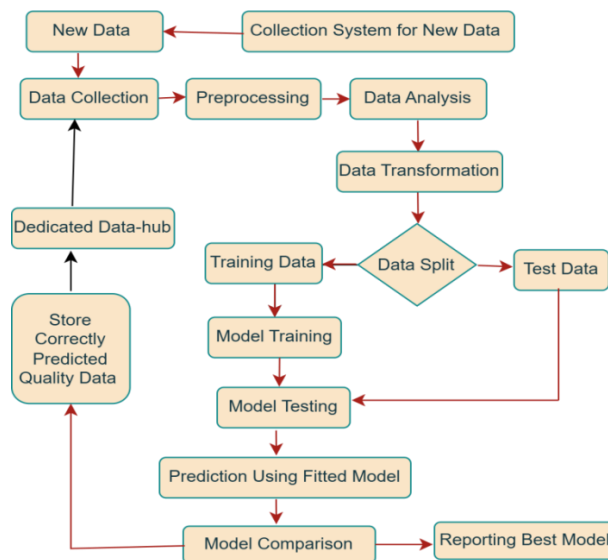 New Data
Collection System for New Data
Data Collection
Preprocessing
Data Analysis
Data Transformation
Dedicated Data-hub
Training Data
Data Split
Test Data
Store
Correctly
Predicted
Quality Data
Model Training
Model Testing
Prediction Using Fitted Model
Model Comparison
Reporting Best Model